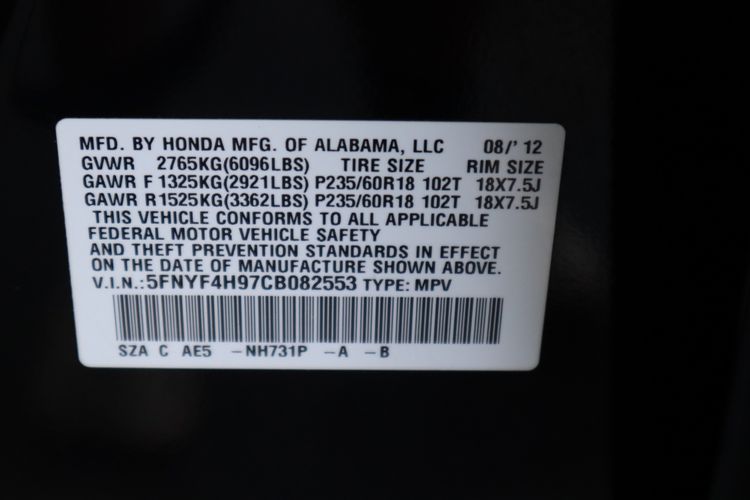 MFD. BY HONDA MFG. OF ALABAMA, LLC 08/' 12
GVWR 2765KG(6096LBS) TIRE SIZE RIM SIZE
GAWR F 1325KG(2921LBS) P235/60R18 102T 18X7.5J
GAWR R 1525KG(3362LBS) P235/60R18 102T 18X7.5J
THIS VEHICLE CONFORMS TO ALL APPLICABLE
FEDERAL MOTOR VEHICLE SAFETY
AND THEFT PREVENTION STANDARDS IN EFFECT
ON THE DATE OF MANUFACTURE SHOWN ABOVE.
V.I.N.: 5FNYF4H97CB082553 TYPE: MPV
SZA C AE5 -NH731P -A -B